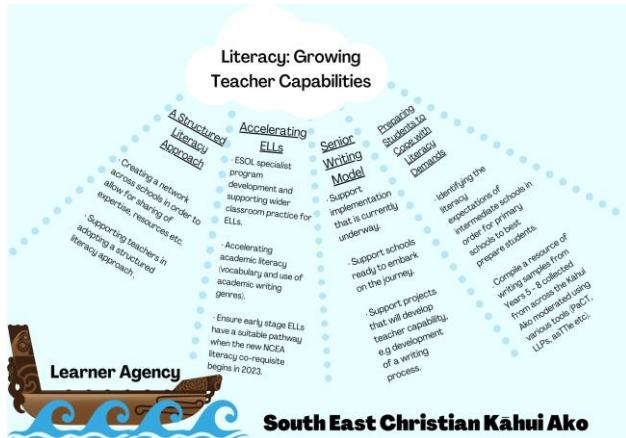 Literacy: Growing
Teacher Capabilities
A Structured
Literacy
Approach
· Creating a network
across schools in order to
allow for sharing of
expertise, resources etc.
· Supporting teachers in
adopting a structured
literacy approach.
Accelerating
ELLs
· ESOL specialist
program
development and
supporting wider
classroom practice for
ELLs.
· Accelerating
academic literacy
(vocabulary and use of
academic writing
genres).
· Ensure early stage ELLs
have a suitable pathway
when the new NCEA
literacy co-requisite
begins in 2023.
Senior
Writing
Model
· Support
implementation
that is currently
underway.
· Support schools
ready to embark
on the journey.
· Support projects
that will develop
teacher capability,
e.g development
of a writing
process.
Preparing
Students to
Cope with
Literacy
Demands
· Identifying the
literacy
expectations of
intermediate schools in
order for primary
schools to best
prepare students.
· Compile a resource of
writing samples from
Years 5 - 8 collected
from across the Kāhui
Ako moderated using
various tools (PaCT,
LLPs, asTTle etc).
Learner Agency
South East Christian Kāhui Ako